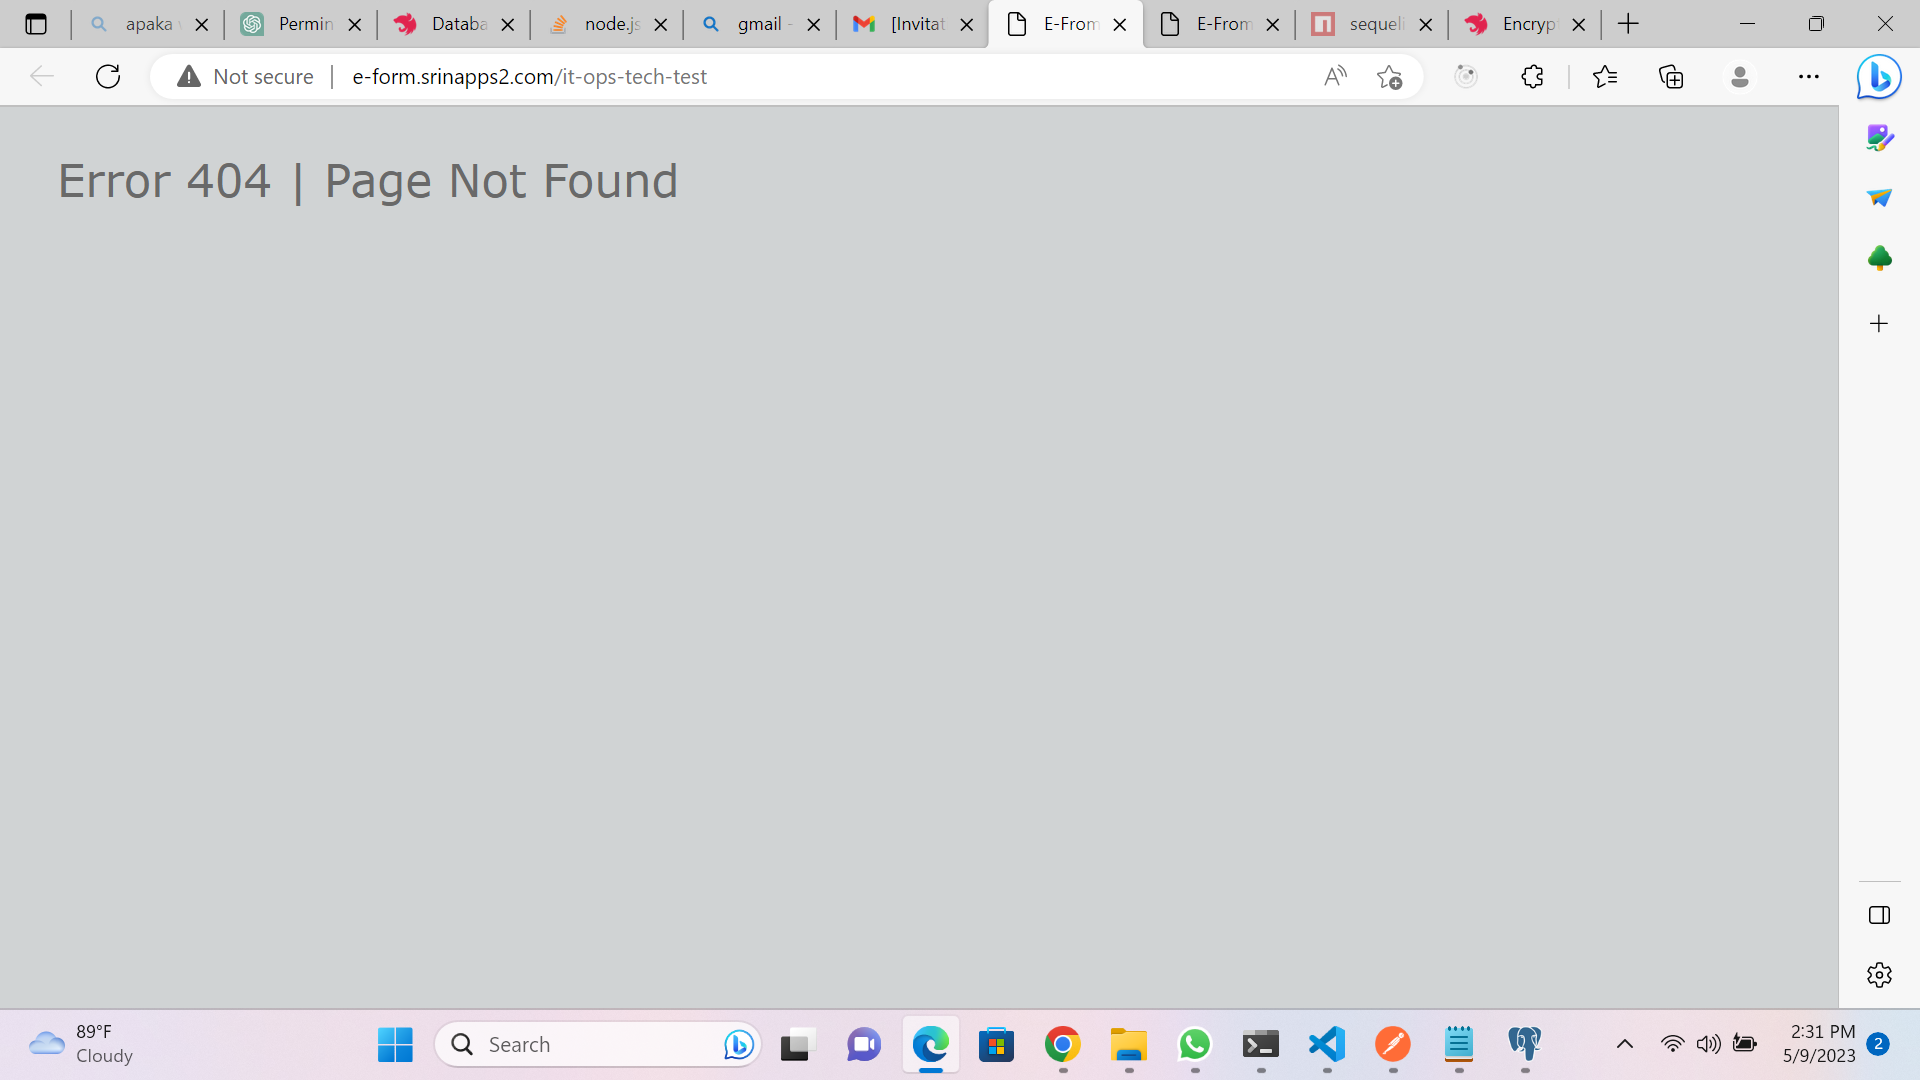 apaka
Permin
Databa
node.js
gmail -
[Invitat
E-From
E-From
sequeli
Encryp
Not secure
e-form.srinapps2.com/it-ops-tech-test
Error 404 | Page Not Found
89°F
Cloudy
Search
2:31 PM
5/9/2023
2